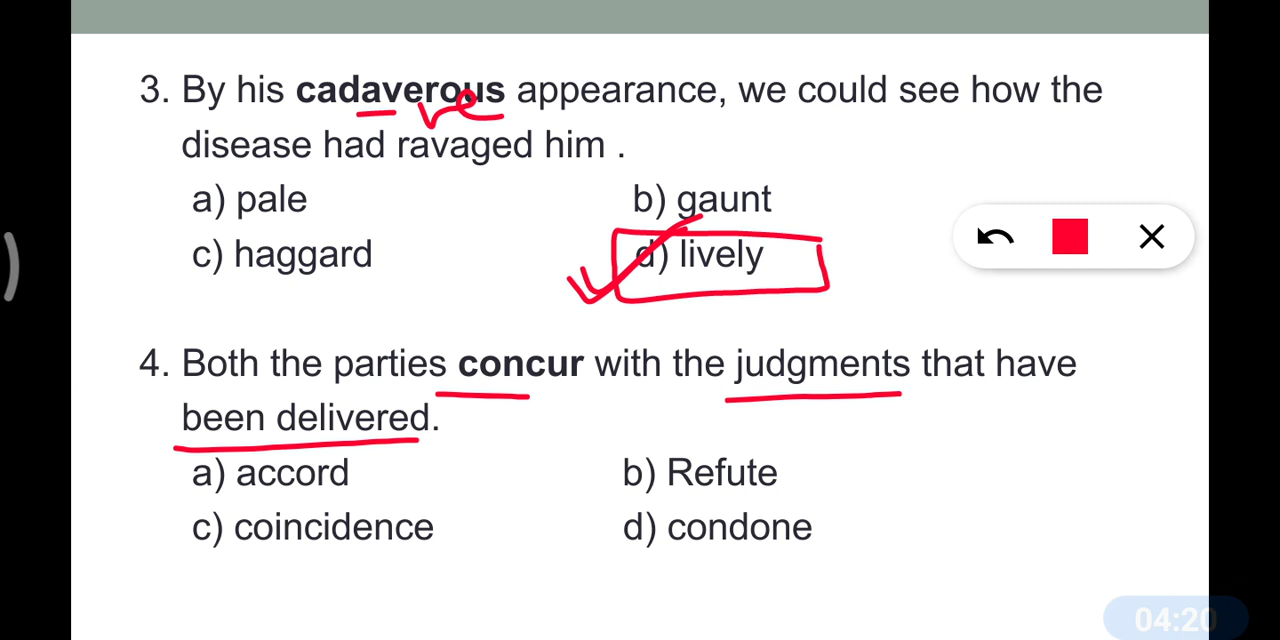 3. By his cadaverous appearance, we could see how the
ve
disease had ravaged him .
a) pale b) gaunt
c) haggard d) lively
4. Both the parties concur with the judgments that have
been delivered.
a) accord b) Refute
c) coincidence d) condone
04:20